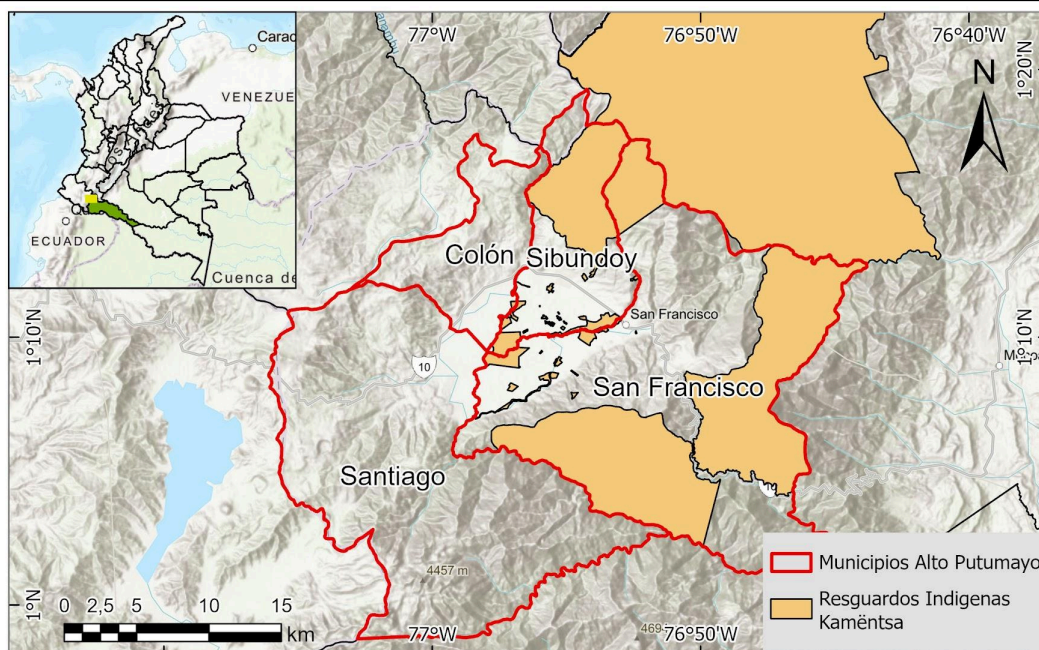 Carac
VENEZUE
ECUADOR
Cuenca de
77°W
76°50'W
76°40'W
1°20'N
N
Colón
Sibundoy
San Francisco
10
1°10'N
1°10'N
San Francisco
Santiago
4457 m
469
1°N
0 2,5 5 10 15
km
77°W
76°50'W
Municipios Alto Putumayo
Resguardos Indigenas
Kamëntsa